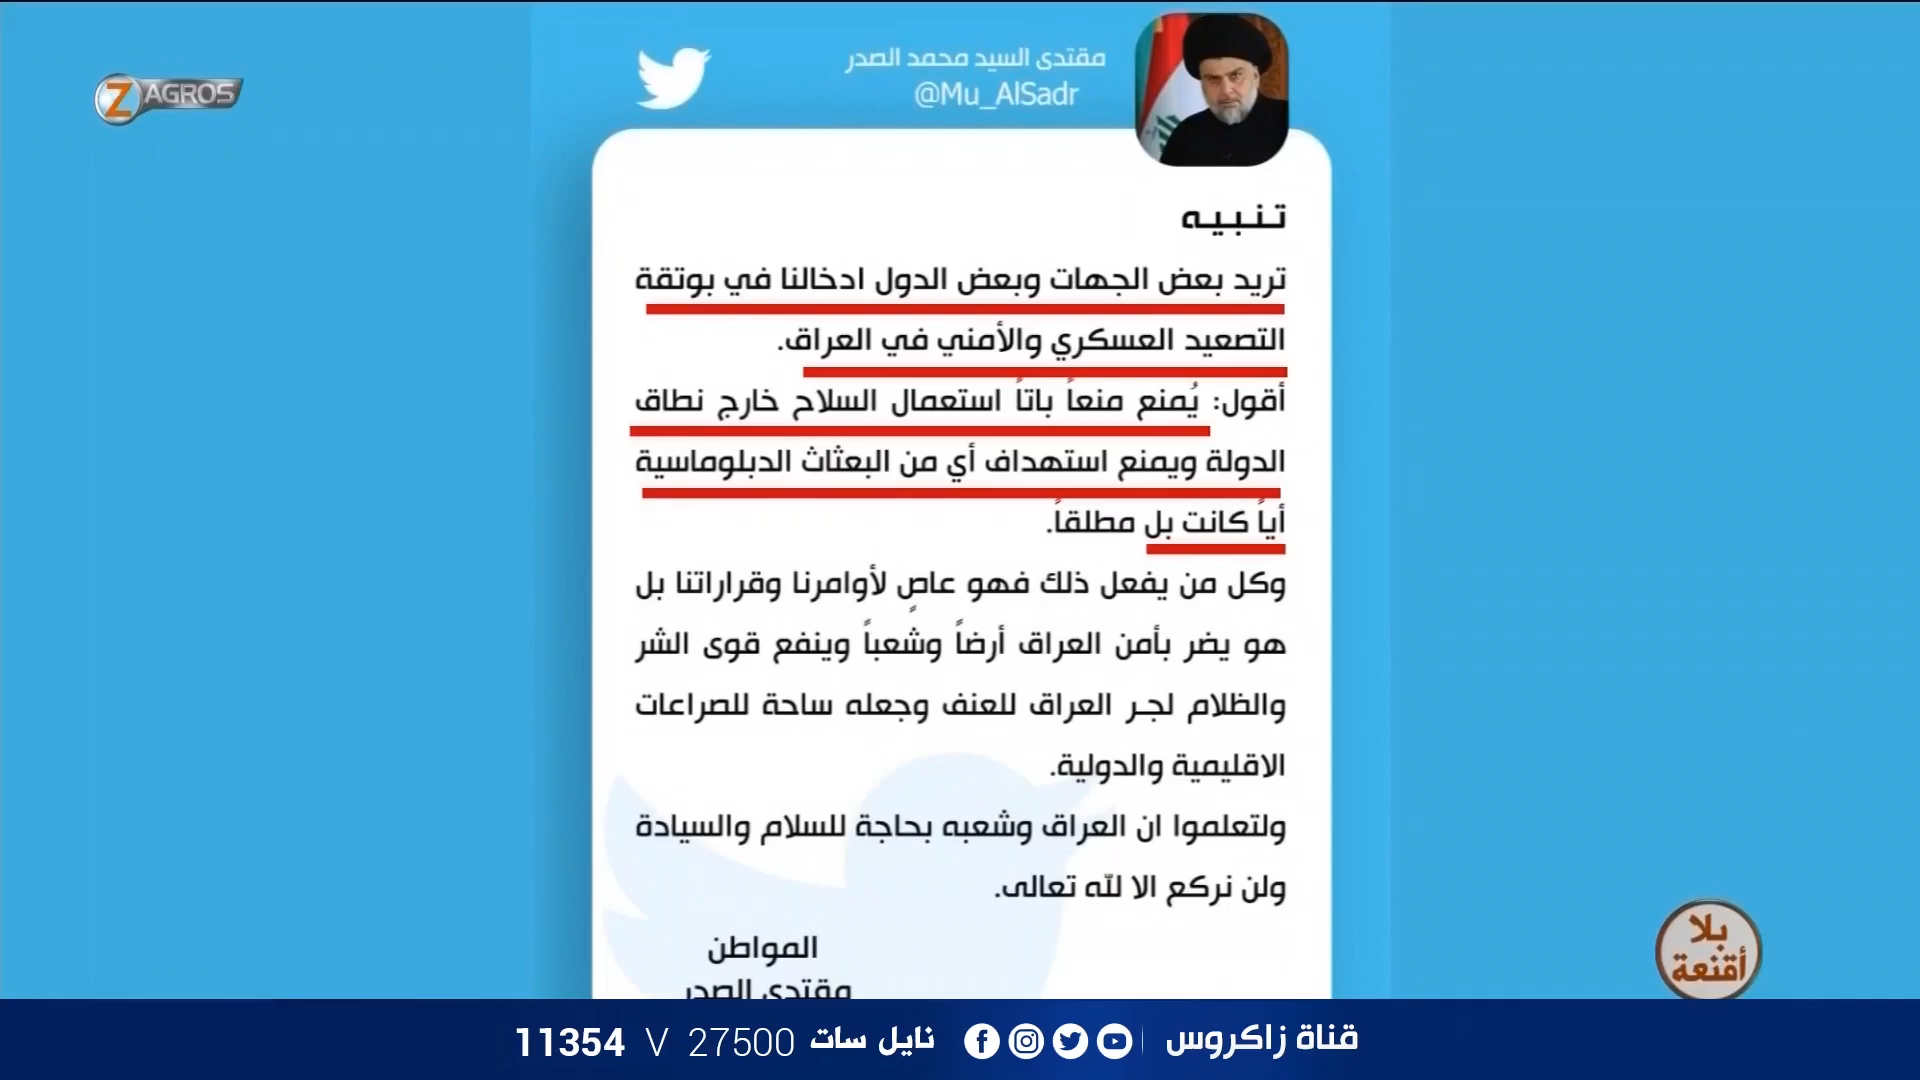 مقتدى السيد محمد الصدر
@Mu_AlSadr
ZAGROS
تـنـبـيـه
تريد بعض الجهات وبعض الدول ادخالنا في بوتقة
التصعيد العسكري والأمني في العراق.
أقول: يُمنع منعاً باتاً استعمال السلاح خارج نطاق
الدولة ويمنع استهداف أي من البعثاث الدبلوماسية
أياً كانت بل مطلقاً.
وكل من يفعل ذلك فهو عاصٍ لأوامرنا وقراراتنا بل
هو يضر بأمن العراق أرضاً وشعباً وينفع قوى الشر
والظلام لجـر العراق للعنف وجعله ساحة للصراعات
الاقليمية والدولية.
ولتعلموا ان العراق وشعبه بحاجة للسلام والسيادة
ولن نركع الا لله تعالى.
المواطن
مقتدى الصدر
بلا
أقنعة
قناة زاكروس
نايل سات 27500 V 11354